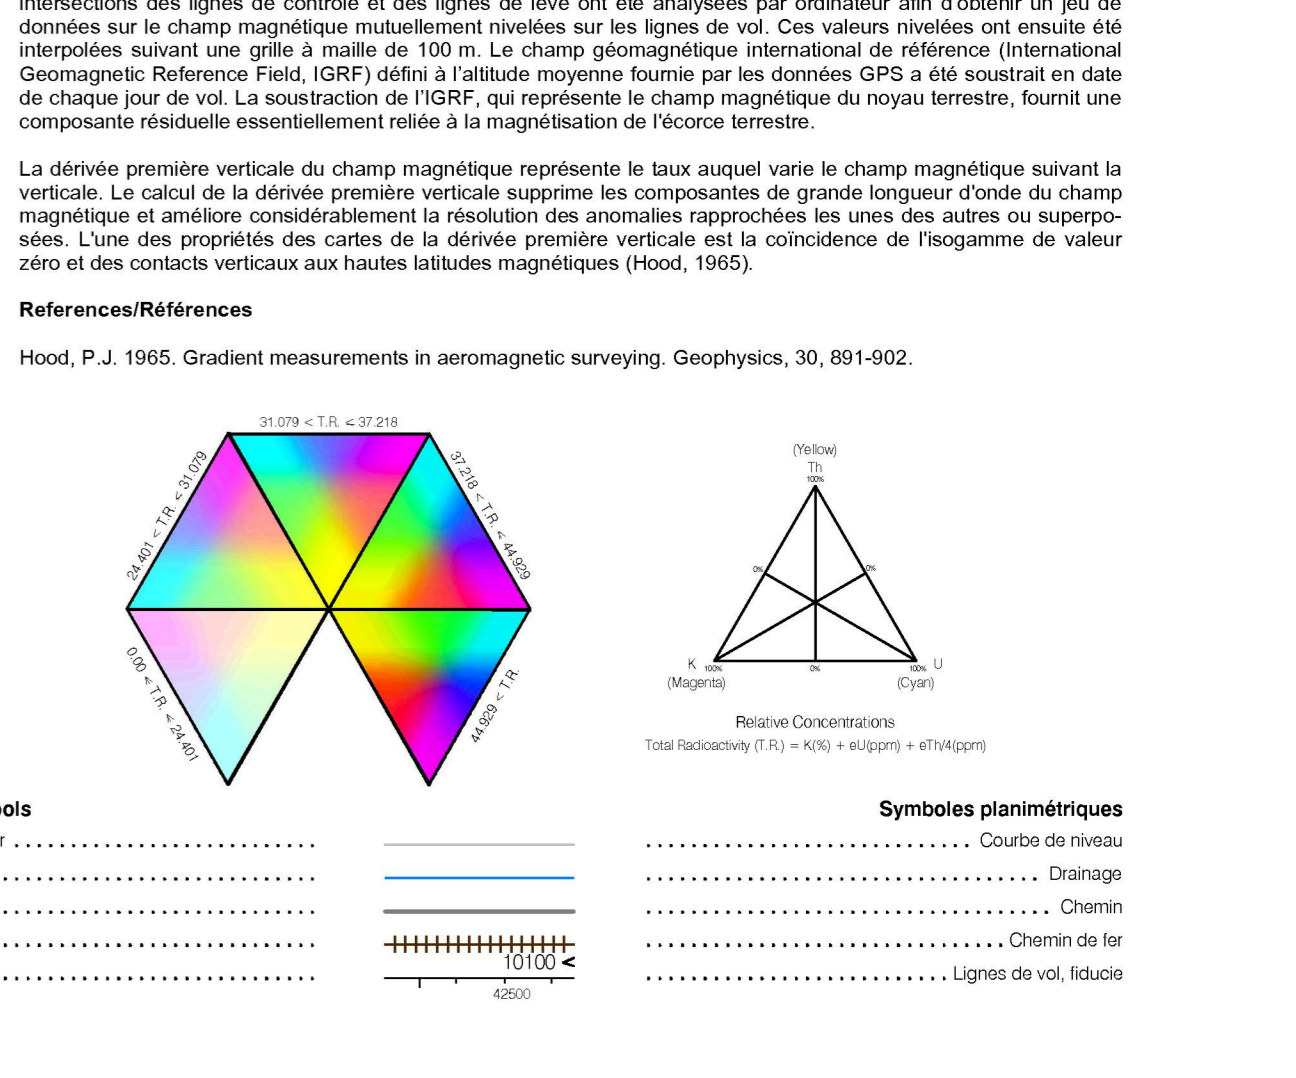 intersections des lignes de contrôle et des lignes de levé ont été analysées par ordinateur afin d'obtenir un jeu de
données sur le champ magnétique mutuellement nivelées sur les lignes de vol. Ces valeurs nivelées ont ensuite été
interpolées suivant une grille à maille de 100 m. Le champ géomagnétique international de référence (International
Geomagnetic Reference Field, IGRF) défini à l'altitude moyenne fournie par les données GPS a été soustrait en date
de chaque jour de vol. La soustraction de l'IGRF, qui représente le champ magnétique du noyau terrestre, fournit une
composante résiduelle essentiellement reliée à la magnétisation de l'écorce terrestre.
La dérivée première verticale du champ magnétique représente le taux auquel varie le champ magnétique suivant la
verticale. Le calcul de la dérivée première verticale supprime les composantes de grande longueur d'onde du champ
magnétique et améliore considérablement la résolution des anomalies rapprochées les unes des autres ou superpo-
sées. L'une des propriétés des cartes de la dérivée première verticale est la coïncidence de l'isogamme de valeur
zéro et des contacts verticaux aux hautes latitudes magnétiques (Hood, 1965).
References/Références
Hood, P.J. 1965. Gradient measurements in aeromagnetic surveying. Geophysics, 30, 891-902.
31.079 < T.R. ≤ 37.218
24.401 < T.R. ≤ 31.079
37.218 < T.R. ≤ 44.929
0.00 ≤ T.R. ≤ 24.401
44.929 < T.R.
(Yellow)
Th
100%
0%
0%
K 100%
0%
100% U
(Magenta)
(Cyan)
Relative Concentrations
Total Radioactivity (T.R.) = K(%) + eU(ppm) + eTh/4(ppm)
ols
Symboles planimétriques
r ........................... 
........................... Courbe de niveau
................................. Drainage
.................................. Chemin
.............................. Chemin de fer
10100 <
......................... Lignes de vol, fiducie
42500